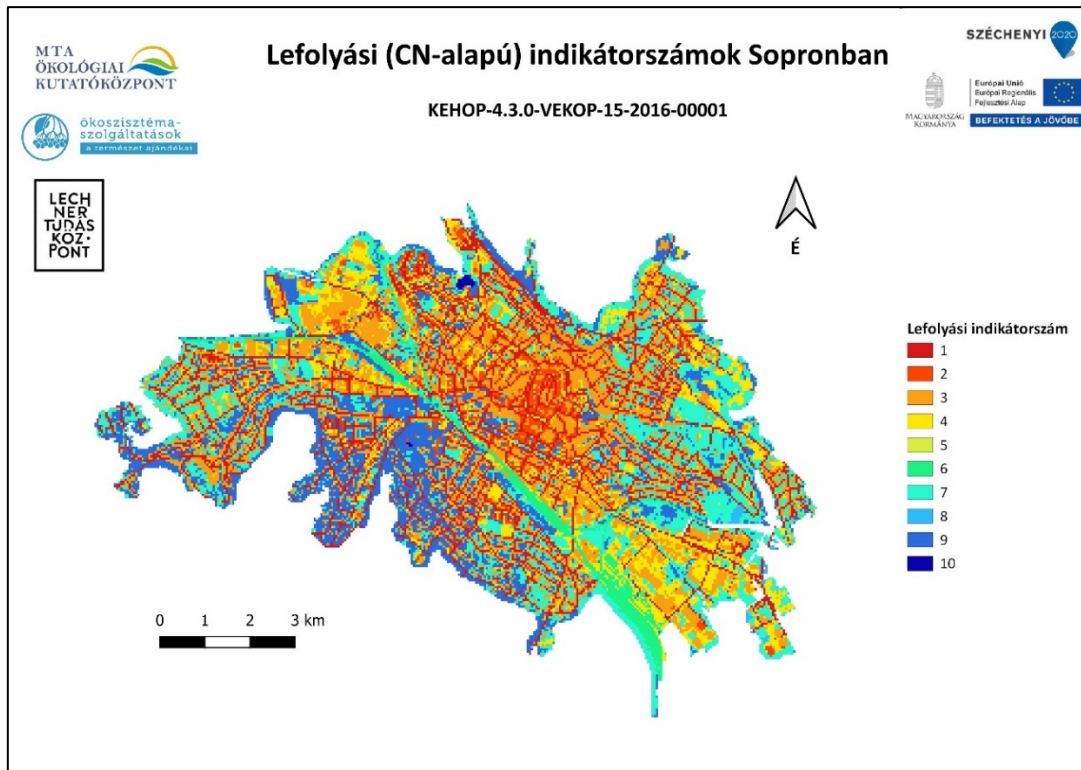 MTA
ÖKOLÓGIAI
KUTATÓKÖZPONT
Lefolyási (CN-alapú) indikátorszámok Sopronban
KEHOP-4.3.0-VEKOP-15-2016-00001
SZÉCHENYI 2020
MAGYARORSZÁG
KORMÁNYA
Európai Unió
Európai Regionális
Fejlesztési Alap
BEFEKTETÉS A JÖVŐBE
ökoszisztéma-
szolgáltatások
a természet ajándékai
LECH
NER
TUDÁS
KÖZ-
PONT
É
Lefolyási indikátorszám
1
2
3
4
5
6
7
8
9
10
0 1 2 3 km